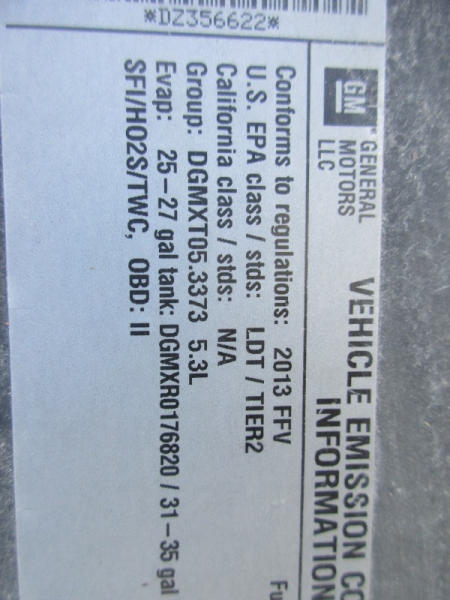 *DZ356622*
GM
GENERAL
MOTORS
LLC
VEHICLE EMISSION CO
INFORMATION
Conforms to regulations: 2013 FFV
U.S. EPA class / stds: LDT / TIER2
California class / stds: N/A
Group: DGMXT05.3373 5.3L
Evap: 25-27 gal tank: DGMXR0176820 / 31-35 gal
SFI/HO2S/TWC, OBD: II
Fu